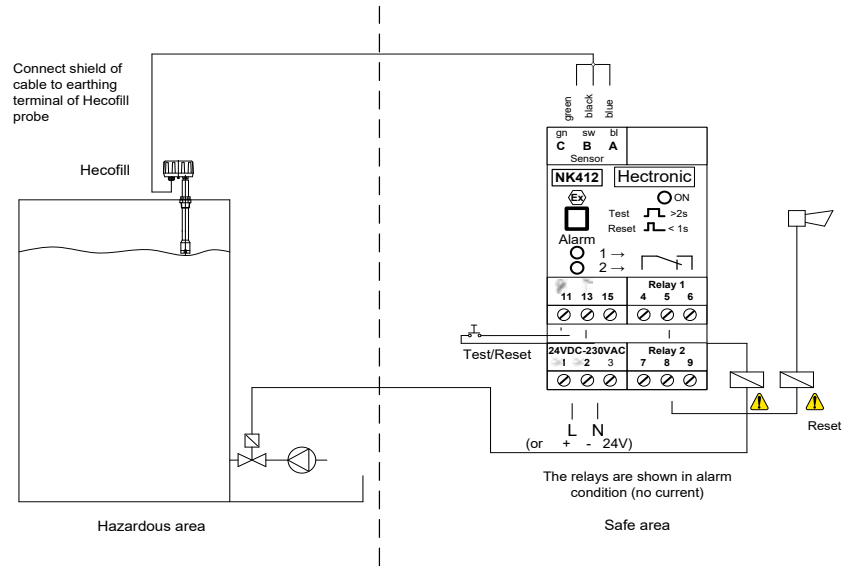 Connect shield of
cable to earthing
terminal of Hecofill
probe
Hecofill
green
black
blue
gn sw bl
C B A
Sensor
NK412 Hectronic
Ex
ON
Test >2s
Reset < 1s
Alarm
1 →
2 →
Relay 1
11 13 15 4 5 6
Test/Reset
24VDC-230VAC Relay 2
1 2 3 7 8 9
L N
(or + - 24V)
Reset
The relays are shown in alarm
condition (no current)
Hazardous area
Safe area